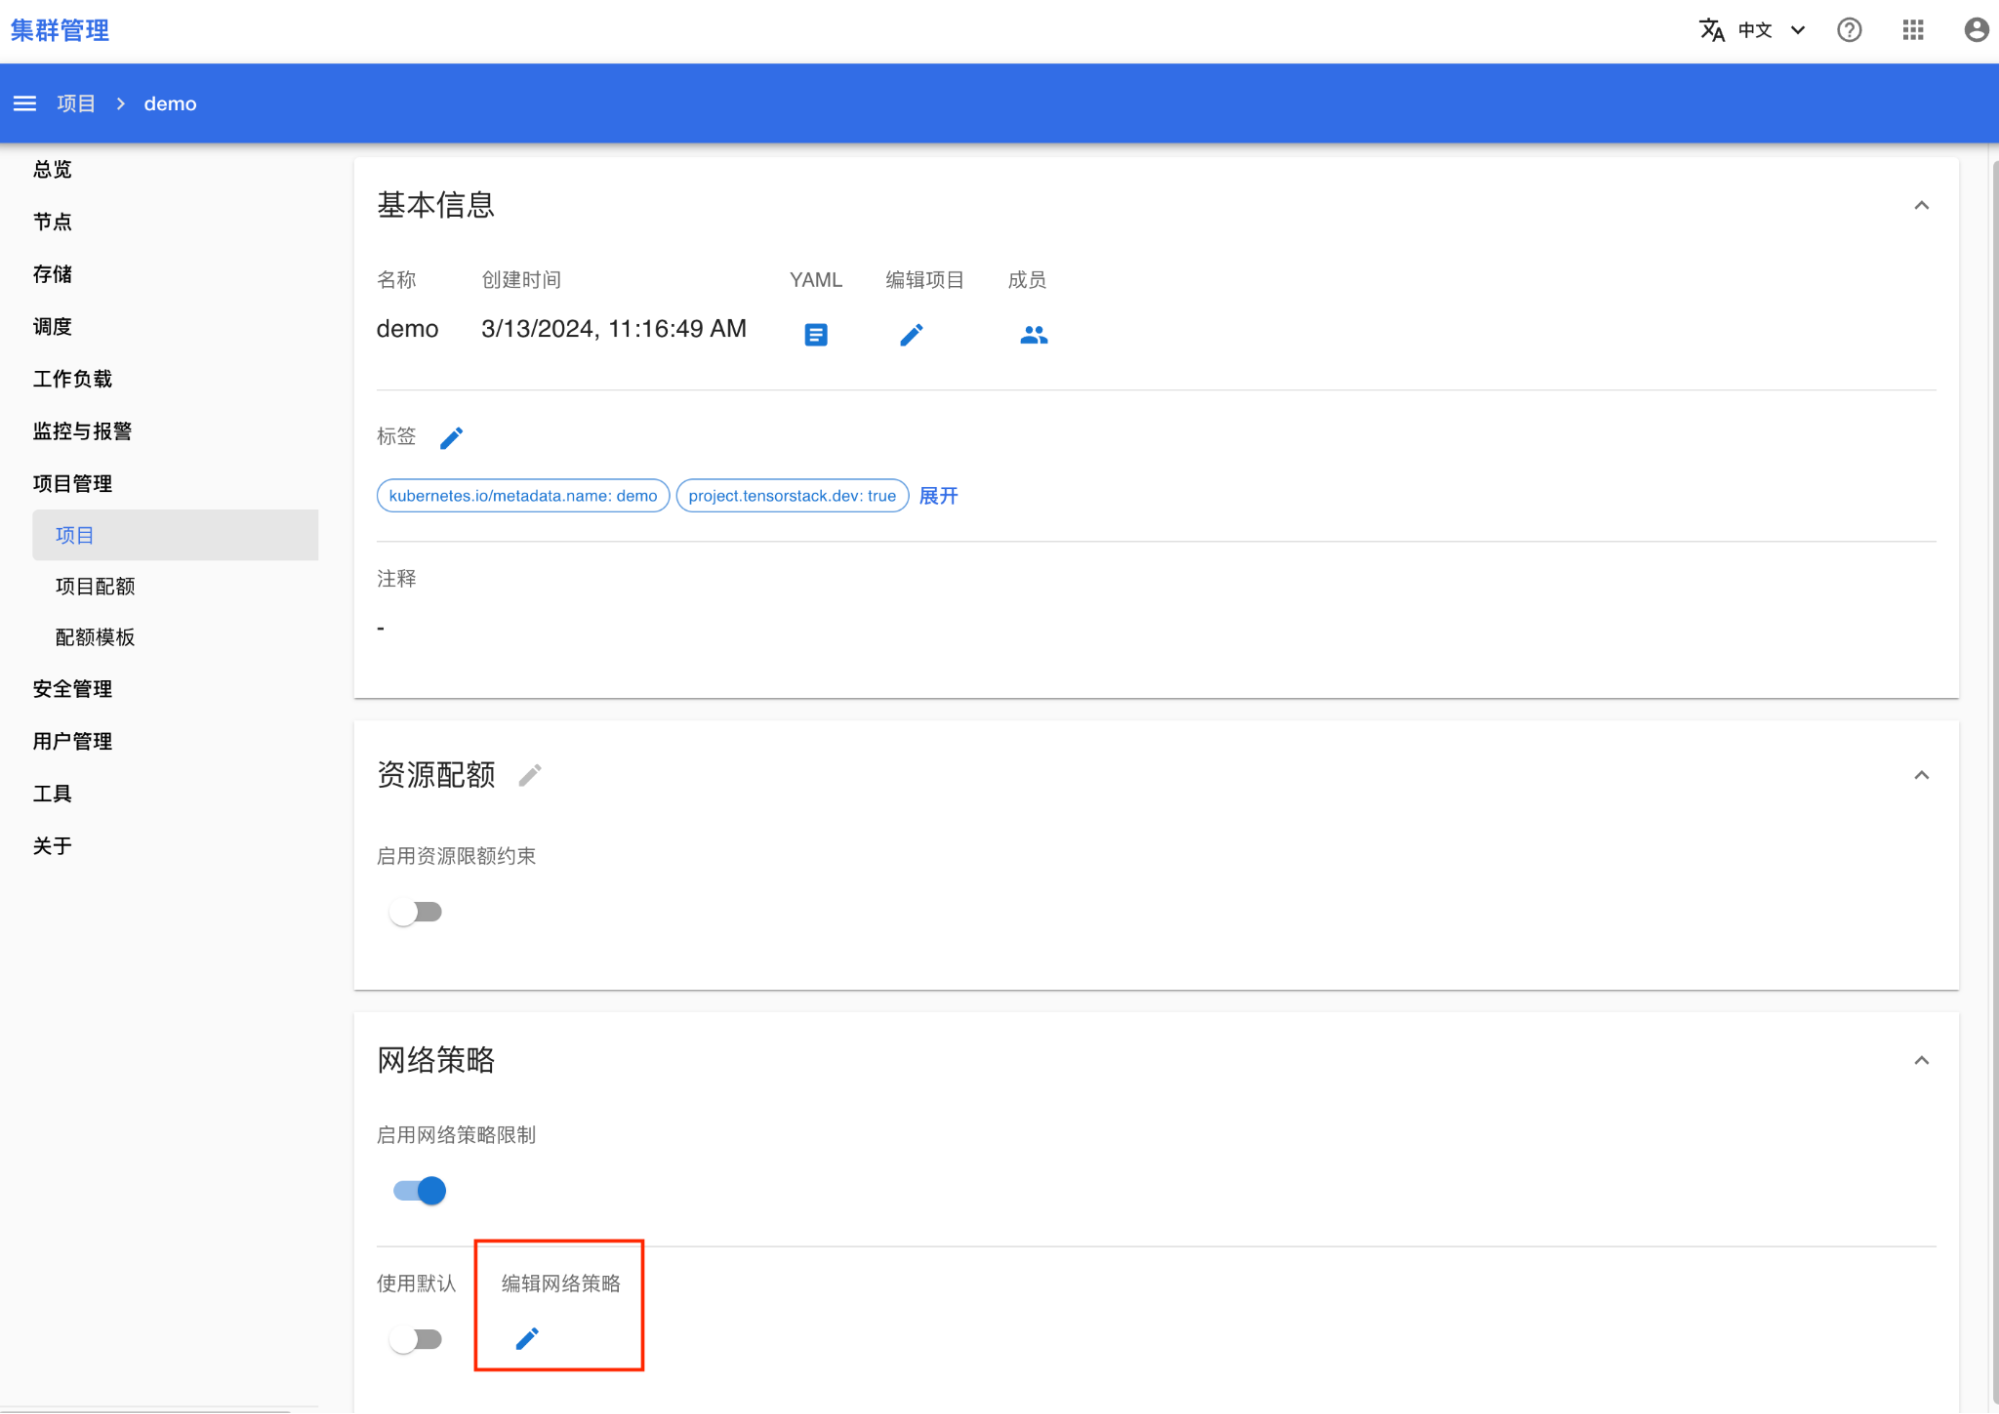 集群管理
中文
项目 > demo
总览
节点
存储
调度
工作负载
监控与报警
项目管理
项目
项目配额
配额模板
安全管理
用户管理
工具
关于
基本信息
名称 创建时间 YAML 编辑项目 成员
demo 3/13/2024, 11:16:49 AM
标签
kubernetes.io/metadata.name: demo project.tensorstack.dev: true 展开
注释
-
资源配额
启用资源限额约束
网络策略
启用网络策略限制
使用默认 编辑网络策略